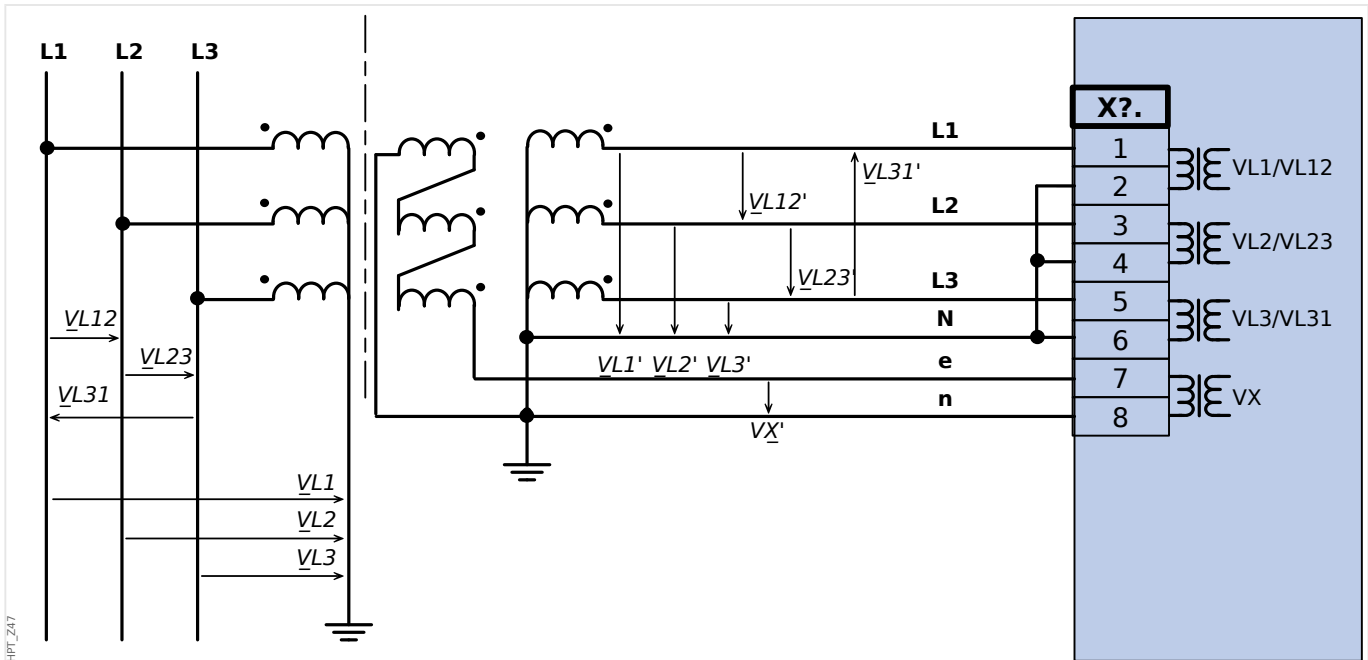 L1 L2 L3
X?.
L1
1
VL1/VL12
VL31'
2
VL12'
L2
3
VL2/VL23
4
VL23'
L3
5
VL12
N
VL3/VL31
6
VL23
VL1' VL2' VL3'
e
7
VL31
n
VX
8
VX'
VL1
VL2
VL3
HPT_Z47